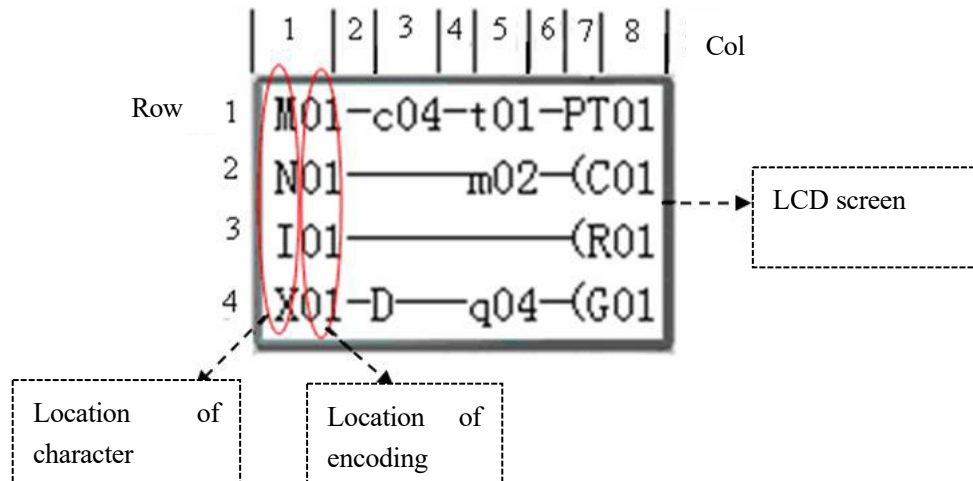 1 2 3 4 5 6 7 8
Col
Row
1 M01-c04-t01-PT01
2 N01———m02-(C01
3 I01——————(R01
4 X01-D——q04-(G01
LCD screen
Location of
character
Location of
encoding